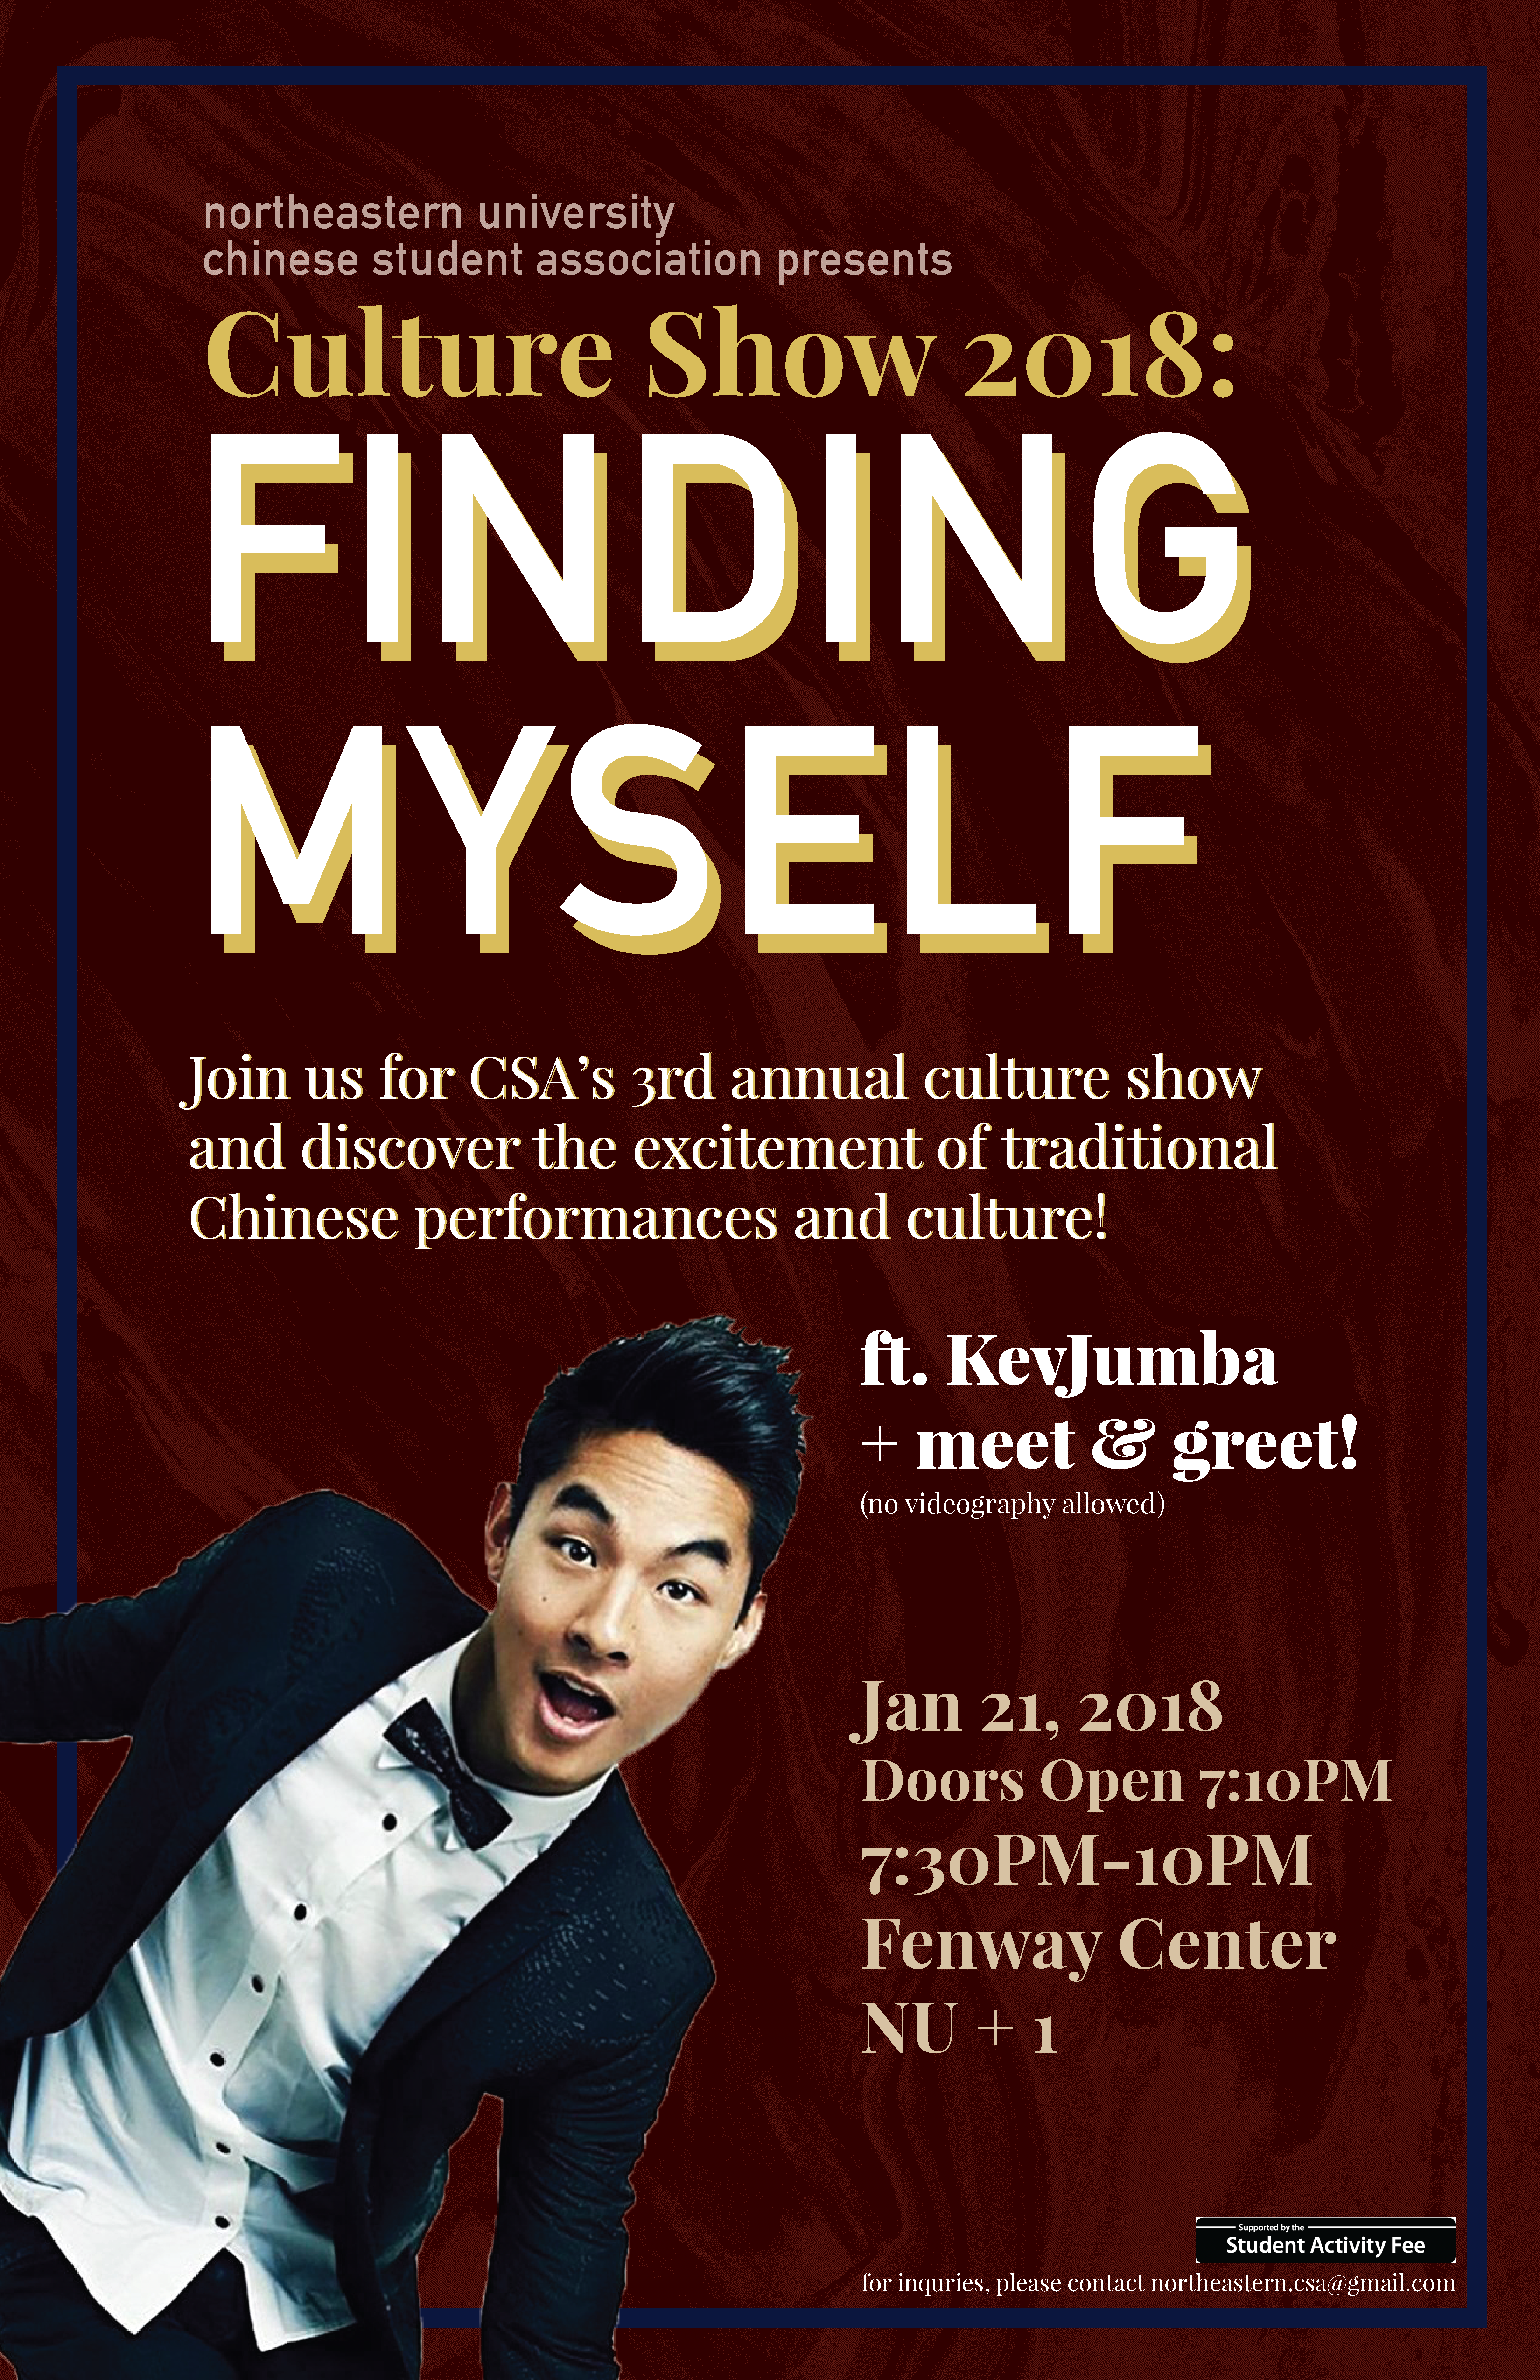 northeastern university
chinese student association presents
Culture Show 2018:
FINDING
MYSELF
Join us for CSA's 3rd annual culture show
and discover the excitement of traditional
Chinese performances and culture!
ft. KevJumba
+ meet & greet!
(no videography allowed)
Jan 21, 2018
Doors Open 7:10PM
7:30PM-10PM
Fenway Center
NU + 1
Supported by the
Student Activity Fee
for inquries, please contact northeastern.csa@gmail.com